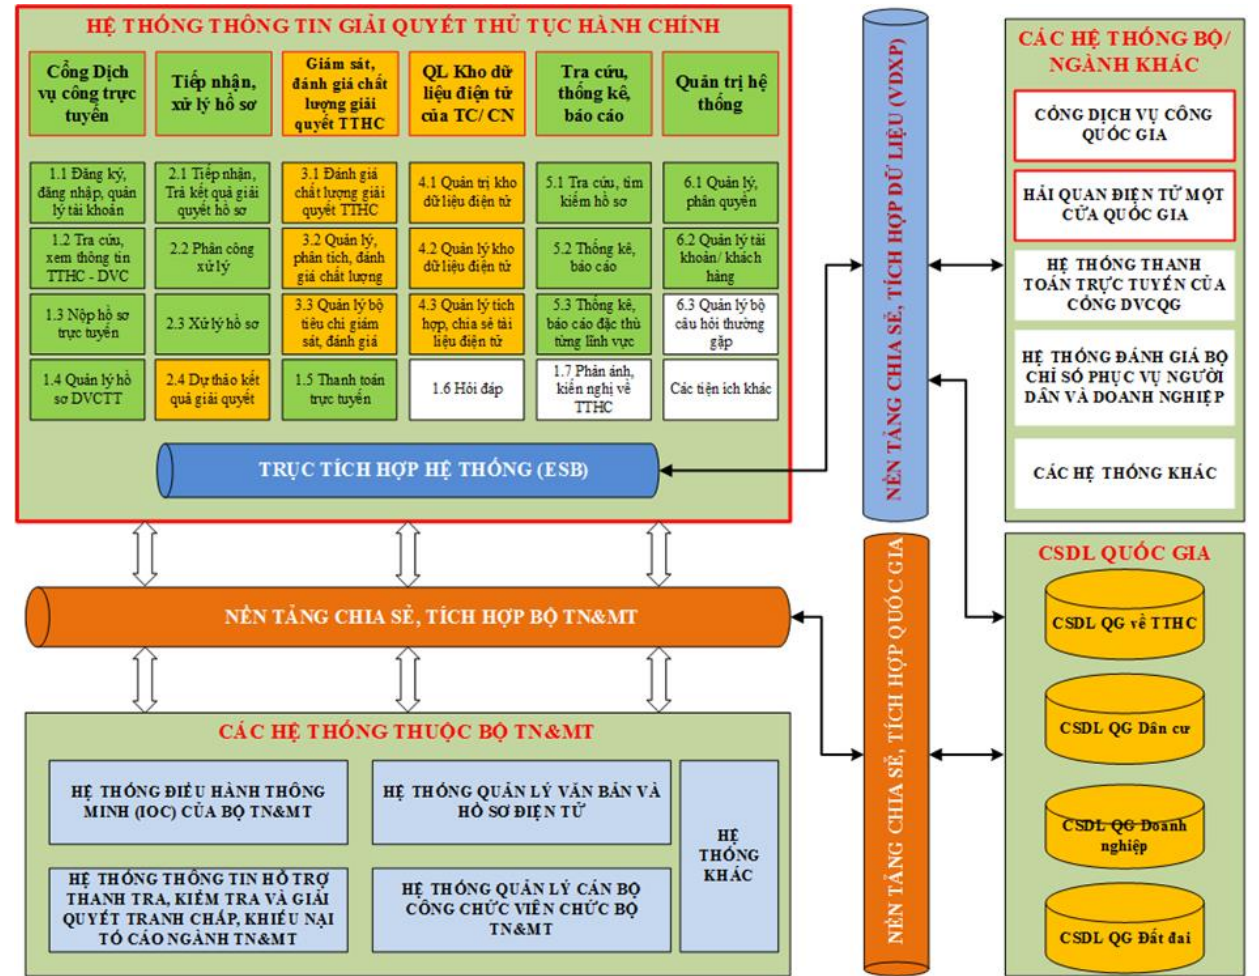 HỆ THỐNG THÔNG TIN GIẢI QUYẾT THỦ TỤC HÀNH CHÍNH
Cổng Dịch
vụ công trực
tuyến
Tiếp nhận,
xử lý hồ sơ
Giám sát,
đánh giá chất
lượng giải
quyết TTHC
QL Kho dữ
liệu điện tử
của TC/ CN
Tra cứu,
thống kê,
báo cáo
Quản trị hệ
thống
1.1 Đăng ký,
đăng nhập, quản
lý tài khoản
2.1 Tiếp nhận,
Trả kết quả giải
quyết hồ sơ
3.1 Đánh giá
chất lượng giải
quyết TTHC
4.1 Quản trị kho
dữ liệu điện tử
5.1 Tra cứu, tìm
kiếm hồ sơ
6.1 Quản lý,
phân quyền
1.2 Tra cứu,
xem thông tin
TTHC - DVC
2.2 Phân công
xử lý
3.2 Quản lý,
phân tích, đánh
giá chất lượng
4.2 Quản lý kho
dữ liệu điện tử
5.2 Thống kê,
báo cáo
6.2 Quản lý tài
khoản/ khách
hàng
1.3 Nộp hồ sơ
trực tuyến
2.3 Xử lý hồ sơ
3.3 Quản lý bộ
tiêu chí giám
sát, đánh giá
4.3 Quản lý tích
hợp, chia sẻ tài
liệu điện tử
5.3 Thống kê,
báo cáo đặc thù
từng lĩnh vực
6.3 Quản lý bộ
câu hỏi thường
gặp
1.4 Quản lý hồ
sơ DVCTT
2.4 Dự thảo kết
quả giải quyết
1.5 Thanh toán
trực tuyến
1.6 Hỏi đáp
1.7 Phản ánh,
kiến nghị về
TTHC
Các tiện ích khác
TRỤC TÍCH HỢP HỆ THỐNG (ESB)
NỀN TẢNG CHIA SẺ, TÍCH HỢP DỮ LIỆU (VDXP)
CÁC HỆ THỐNG BỘ/
NGÀNH KHÁC
CỔNG DỊCH VỤ CÔNG
QUỐC GIA
HẢI QUAN ĐIỆN TỬ MỘT
CỬA QUỐC GIA
HỆ THỐNG THANH
TOÁN TRỰC TUYẾN CỦA
CỔNG DVCQG
HỆ THỐNG ĐÁNH GIÁ BỘ
CHỈ SỐ PHỤC VỤ NGƯỜI
DÂN VÀ DOANH NGHIỆP
CÁC HỆ THỐNG KHÁC
NỀN TẢNG CHIA SẺ, TÍCH HỢP BỘ TN&MT
NỀN TẢNG CHIA SẺ, TÍCH HỢP QUỐC GIA
CSDL QUỐC GIA
CSDL QG về TTHC
CSDL QG Dân cư
CSDL QG Doanh
nghiệp
CSDL QG Đất đai
CÁC HỆ THỐNG THUỘC BỘ TN&MT
HỆ THỐNG ĐIỀU HÀNH THÔNG
MINH (IOC) CỦA BỘ TN&MT
HỆ THỐNG QUẢN LÝ VĂN BẢN VÀ
HỒ SƠ ĐIỆN TỬ
HỆ
THỐNG
KHÁC
HỆ THỐNG THÔNG TIN HỖ TRỢ
THANH TRA, KIỂM TRA VÀ GIẢI
QUYẾT TRANH CHẤP, KHIẾU NẠI
TỐ CÁO NGÀNH TN&MT
HỆ THỐNG QUẢN LÝ CÁN BỘ
CÔNG CHỨC VIÊN CHỨC BỘ
TN&MT